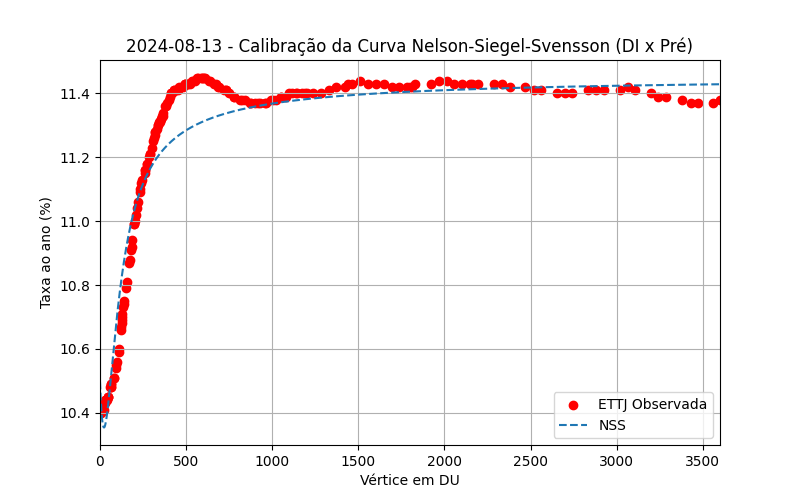 2024-08-13 - Calibração da Curva Nelson-Siegel-Svensson (DI x Pré)
Taxa ao ano (%)
11.4
11.2
11.0
10.8
10.6
10.4
0 500 1000 1500 2000 2500 3000 3500
Vértice em DU
ETTJ Observada
NSS